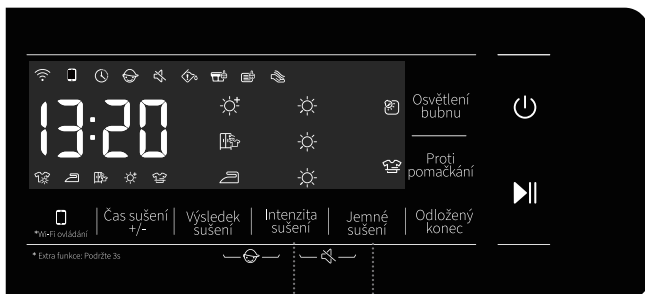 13:20
Osvětlení
bubnu
Proti
pomačkání
*Wi-Fi ovládání
Čas sušení
+/-
Výsledek
sušení
Intenzita
sušení
Jemné
sušení
Odložený
konec
* Extra funkce: Podržte 3s